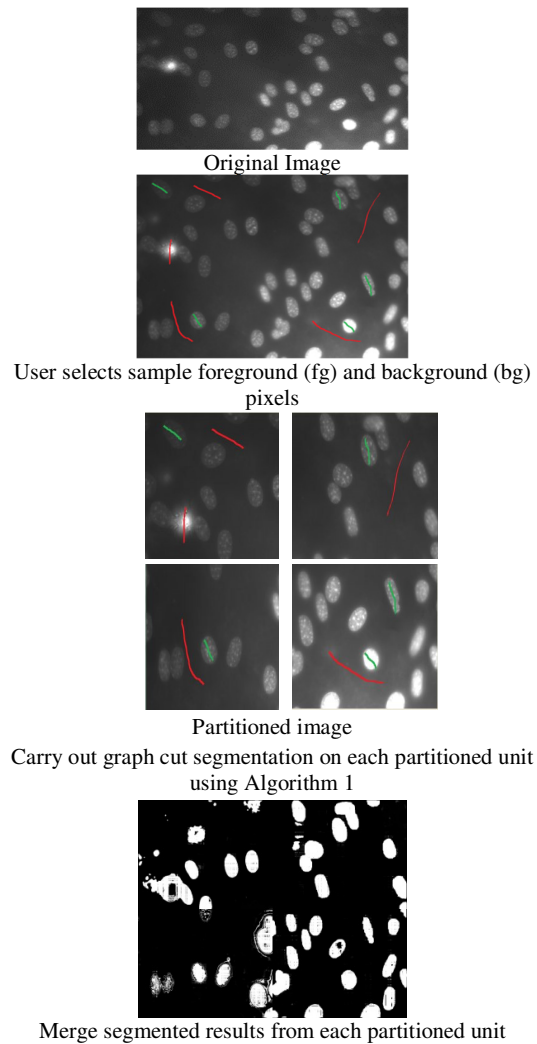 Original Image
User selects sample foreground (fg) and background (bg)
pixels
Partitioned image
Carry out graph cut segmentation on each partitioned unit
using Algorithm 1
Merge segmented results from each partitioned unit